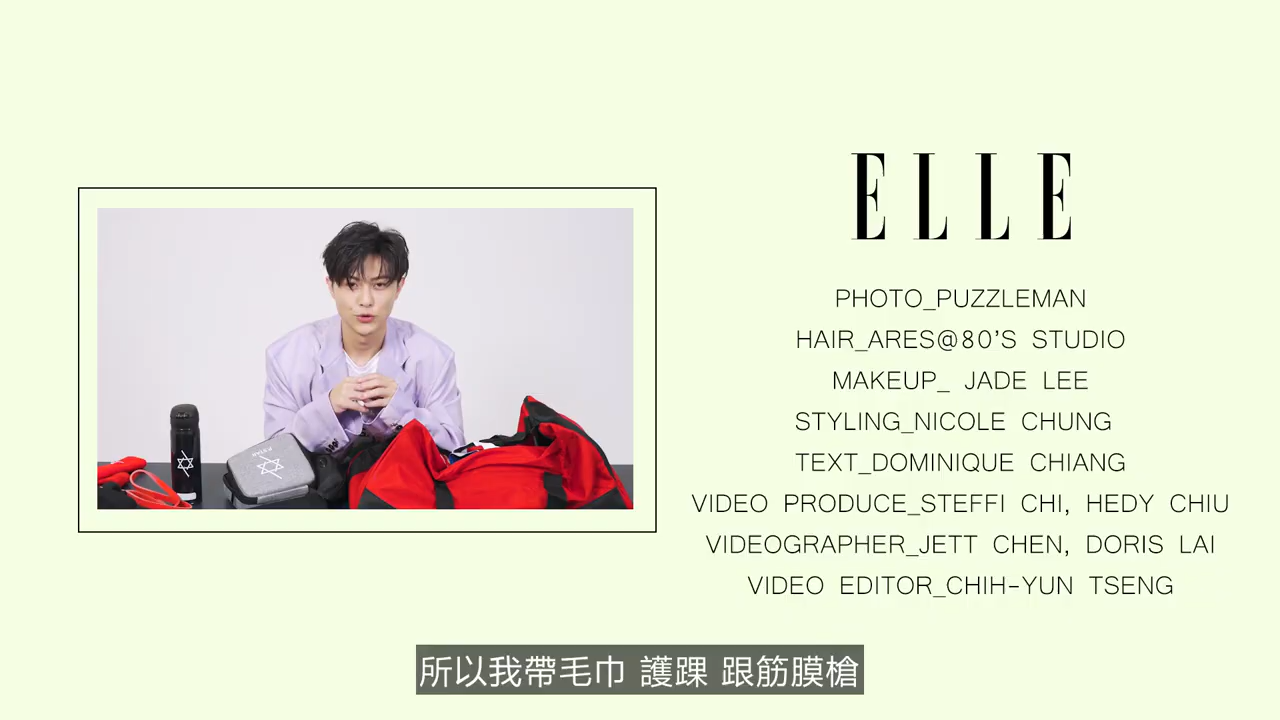 ELLE
PHOTO_PUZZLEMAN
HAIR_ARES@80'S STUDIO
MAKEUP_ JADE LEE
STYLING_NICOLE CHUNG
TEXT_DOMINIQUE CHIANG
VIDEO PRODUCE_STEFFI CHI, HEDY CHIU
VIDEOGRAPHER_JETT CHEN, DORIS LAI
VIDEO EDITOR_CHIH-YUN TSENG
所以我帶毛巾 護踝 跟筋膜槍